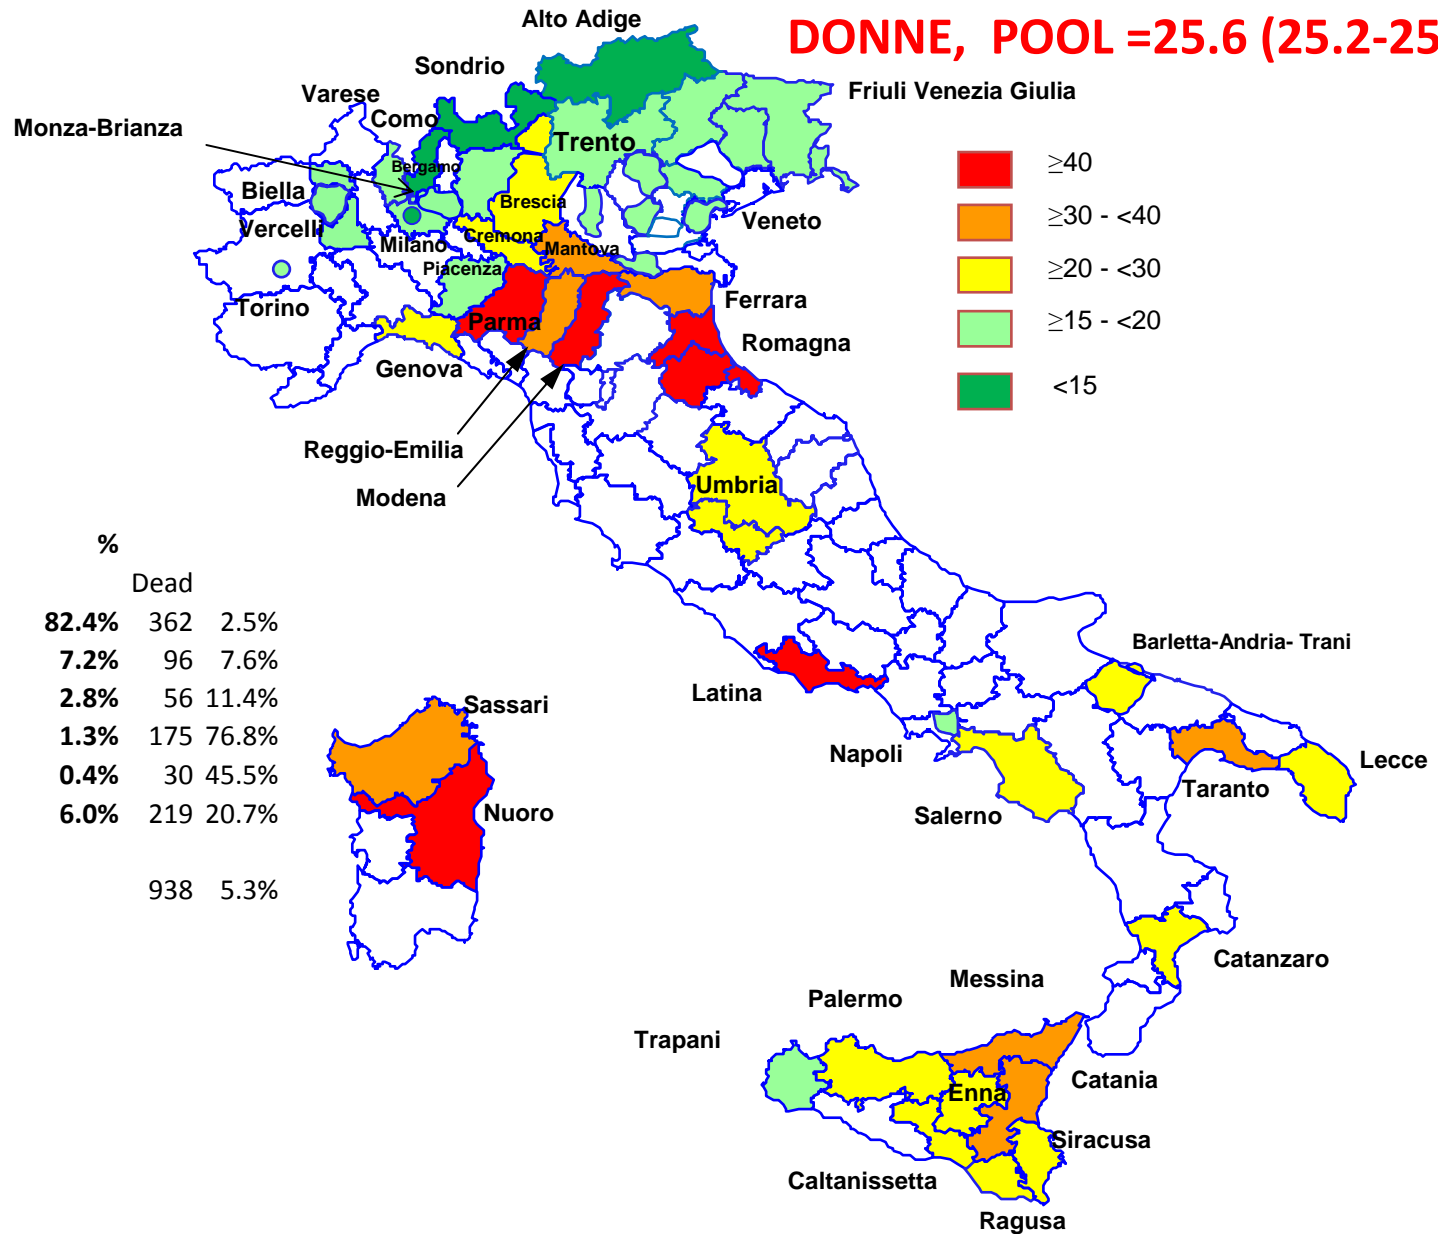 Alto Adige
DONNE, POOL =25.6 (25.2-25
Sondrio
Varese
Friuli Venezia Giulia
Como
Monza-Brianza
Trento
≥40
Bergamo
Biella
Brescia
≥30 - <40
Vercelli
Veneto
Milano
Cremona
Mantova
Piacenza
≥20 - <30
Torino
Ferrara
Parma
≥15 - <20
Romagna
Genova
<15
Reggio-Emilia
Modena
Umbria
%
Dead
82.4% 362 2.5%
7.2% 96 7.6%
2.8% 56 11.4%
1.3% 175 76.8%
0.4% 30 45.5%
6.0% 219 20.7%
938 5.3%
Barletta-Andria- Trani
Latina
Sassari
Napoli
Lecce
Taranto
Nuoro
Salerno
Catanzaro
Messina
Palermo
Trapani
Catania
Enna
Siracusa
Caltanissetta
Ragusa